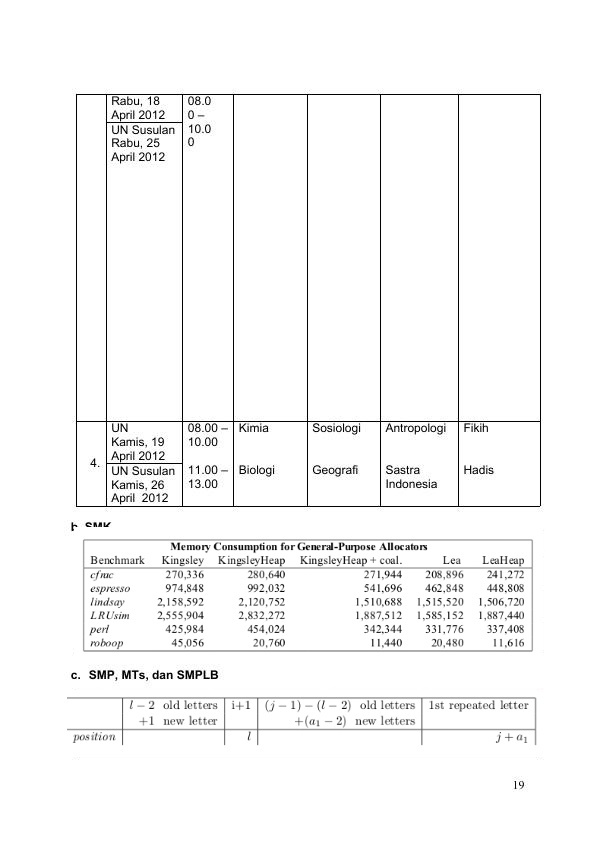 Rabu, 18 April 2012
08.0
0 –
10.0
0
UN Susulan
Rabu, 25
April 2012
4.
UN
Kamis, 19
April 2012
08.00 –
10.00
Kimia
Sosiologi
Antropologi
Fikih
UN Susulan
Kamis, 26
April 2012
11.00 –
13.00
Biologi
Geografi
Sastra
Indonesia
Hadis
b. SMK
Memory Consumption for General-Purpose Allocators
Benchmark Kingsley KingsleyHeap KingsleyHeap + coal. Lea LeaHeap
cfrac 270,336 280,640 271,944 208,896 241,272
espresso 974,848 992,032 541,696 462,848 448,808
lindsay 2,158,592 2,120,752 1,510,688 1,515,520 1,506,720
LRUsim 2,555,904 2,832,272 1,887,512 1,585,152 1,887,440
perl 425,984 454,024 342,344 331,776 337,408
roboop 45,056 20,760 11,440 20,480 11,616
c. SMP, MTs, dan SMPLB
l − 2 old letters i+1 (j − 1) − (l − 2) old letters 1st repeated letter
+1 new letter +(a₁ − 2) new letters
position l j + a₁
19